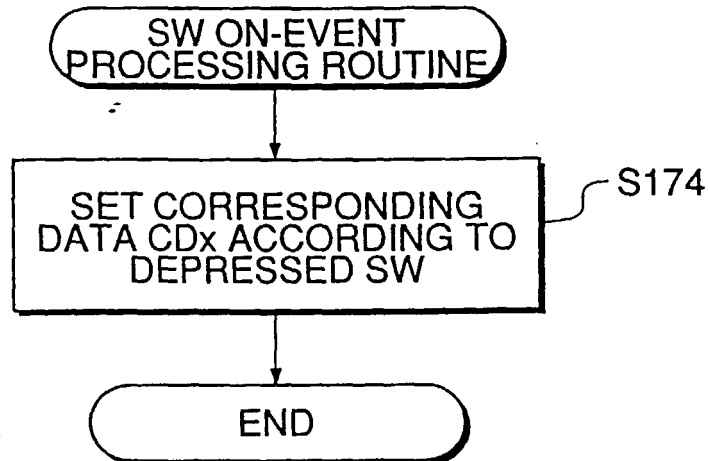 SW ON-EVENT
PROCESSING ROUTINE
SET CORRESPONDING
DATA CDx ACCORDING TO
DEPRESSED SW
S174
END